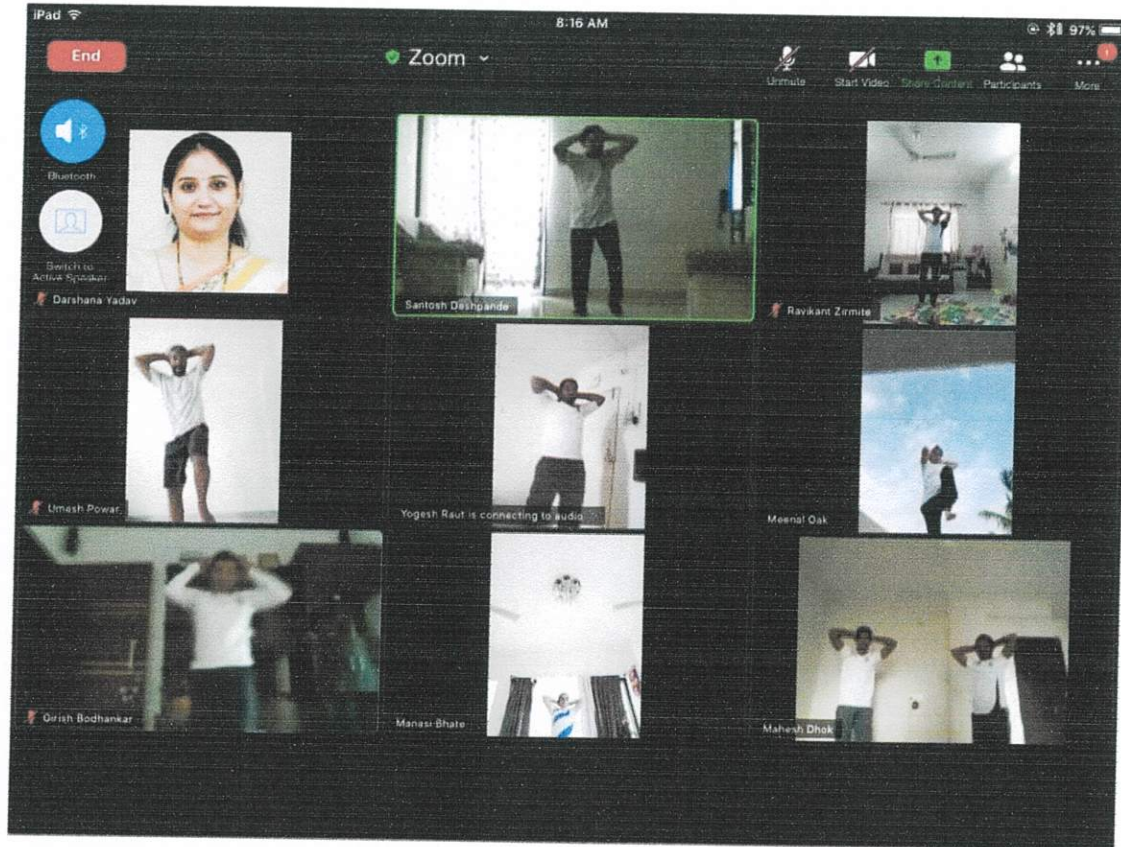 iPad
8:16 AM
97%
End
Zoom
Unmute
Start Video
Share Content
Participants
More
Bluetooth
Switch to
Active Speaker
Darshana Yadav
Santosh Deshpande
Ravikant Zirmite
Umesh Powar
Yogesh Raut is connecting to audio
Meenal Oak
Girish Bodhankar
Manasi Bhate
Mahesh Dhok